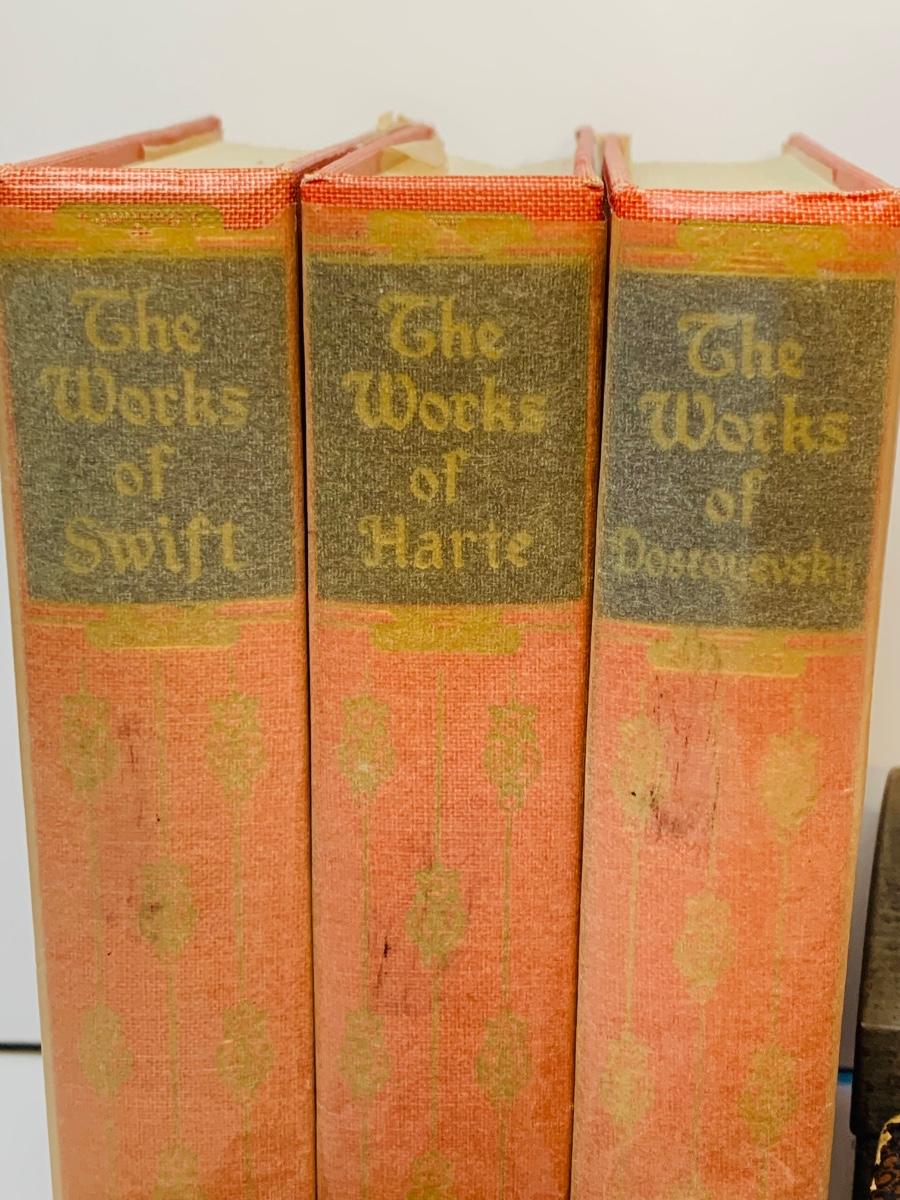 The
Works
of
Swift
The
Works
of
Harte
The
Works
of
Dostoyevsky